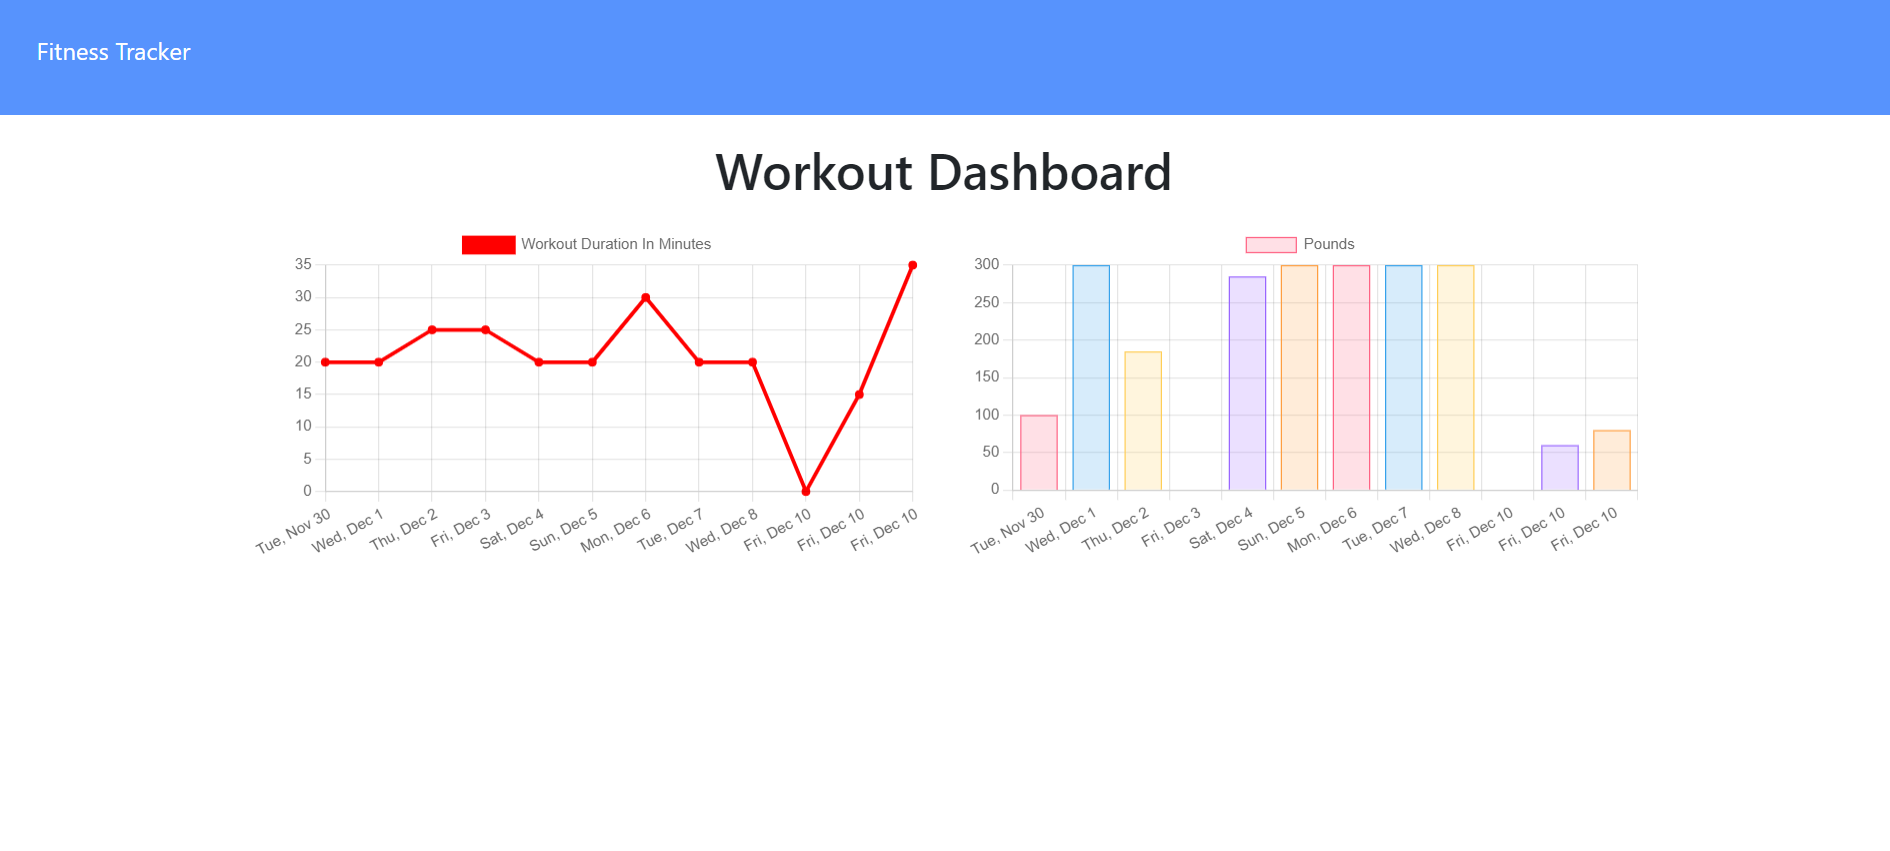 Fitness Tracker
Workout Dashboard
Workout Duration In Minutes
35
30
25
20
15
10
5
0
Tue, Nov 30
Wed, Dec 1
Thu, Dec 2
Fri, Dec 3
Sat, Dec 4
Sun, Dec 5
Mon, Dec 6
Tue, Dec 7
Wed, Dec 8
Fri, Dec 10
Fri, Dec 10
Fri, Dec 10
Pounds
300
250
200
150
100
50
0
Tue, Nov 30
Wed, Dec 1
Thu, Dec 2
Fri, Dec 3
Sat, Dec 4
Sun, Dec 5
Mon, Dec 6
Tue, Dec 7
Wed, Dec 8
Fri, Dec 10
Fri, Dec 10
Fri, Dec 10